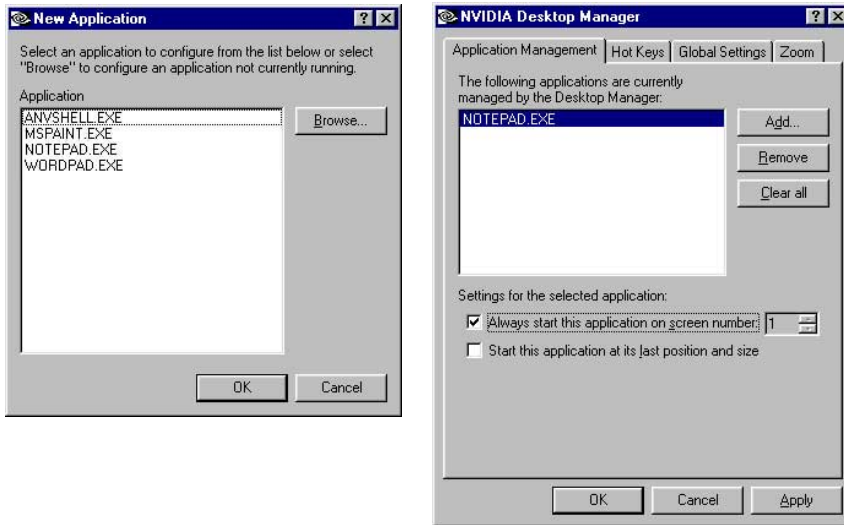 New Application
Select an application to configure from the list
below or select
"Browse" to configure an application not currently
running.
Application
ANVSHELL.EXE
MSPAINT.EXE
NOTEPAD.EXE
WORDPAD.EXE
Browse...
OK Cancel
NVIDIA Desktop Manager
Application Management Hot Keys Global Settings Zoom
The following applications are currently
managed by the Desktop Manager:
NOTEPAD.EXE
Add...
Remove
Clear all
Settings for the selected application:
Always start this application on screen number: 1
Start this application at its last position and size
OK Cancel Apply